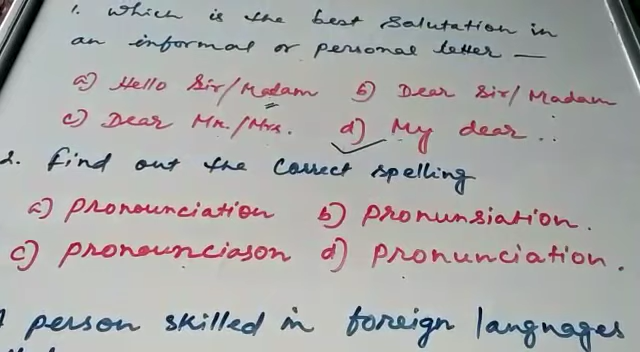 1. Which is the best Salutation in
an informal or personal letter —
a) Hello Sir/Madam b) Dear Sir/Madam
c) Dear Mr./Mrs. d) My dear...
2. Find out the correct spelling
a) pronounciation b) pronunsiation.
c) pronounciason d) pronunciation.
person skilled in foreign languages